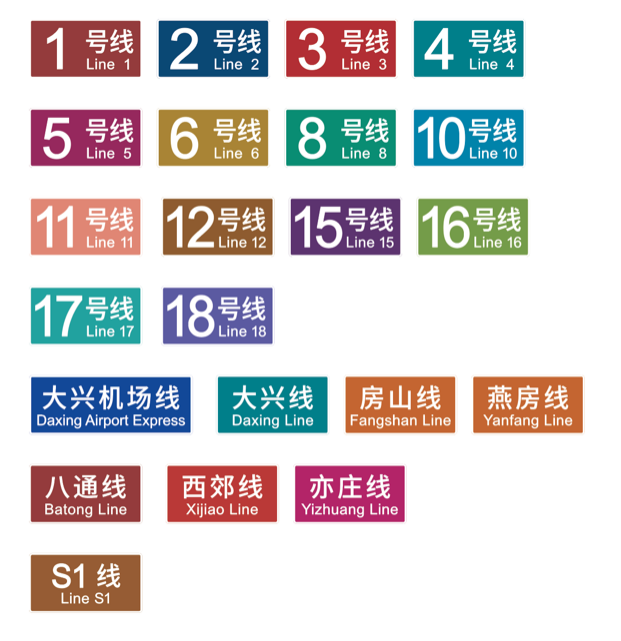 1 号线
Line 1
2 号线
Line 2
3 号线
Line 3
4 号线
Line 4
5 号线
Line 5
6 号线
Line 6
8 号线
Line 8
10号线
Line 10
11 号线
Line 11
12号线
Line 12
15号线
Line 15
16号线
Line 16
17号线
Line 17
18号线
Line 18
大兴机场线
Daxing Airport Express
大兴线
Daxing Line
房山线
Fangshan Line
燕房线
Yanfang Line
八通线
Batong Line
西郊线
Xijiao Line
亦庄线
Yizhuang Line
S1 线
Line S1